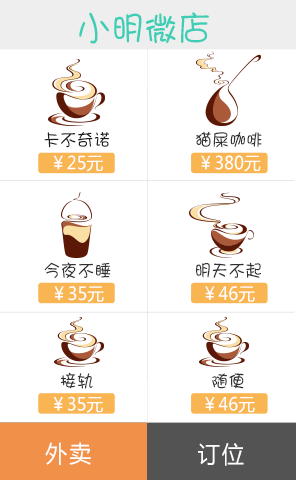 小明微店
卡不奇诺
猫屎咖啡
￥25元
￥380元
今夜不睡
明天不起
￥35元
￥46元
接轨
随便
￥35元
￥46元
外卖
订位